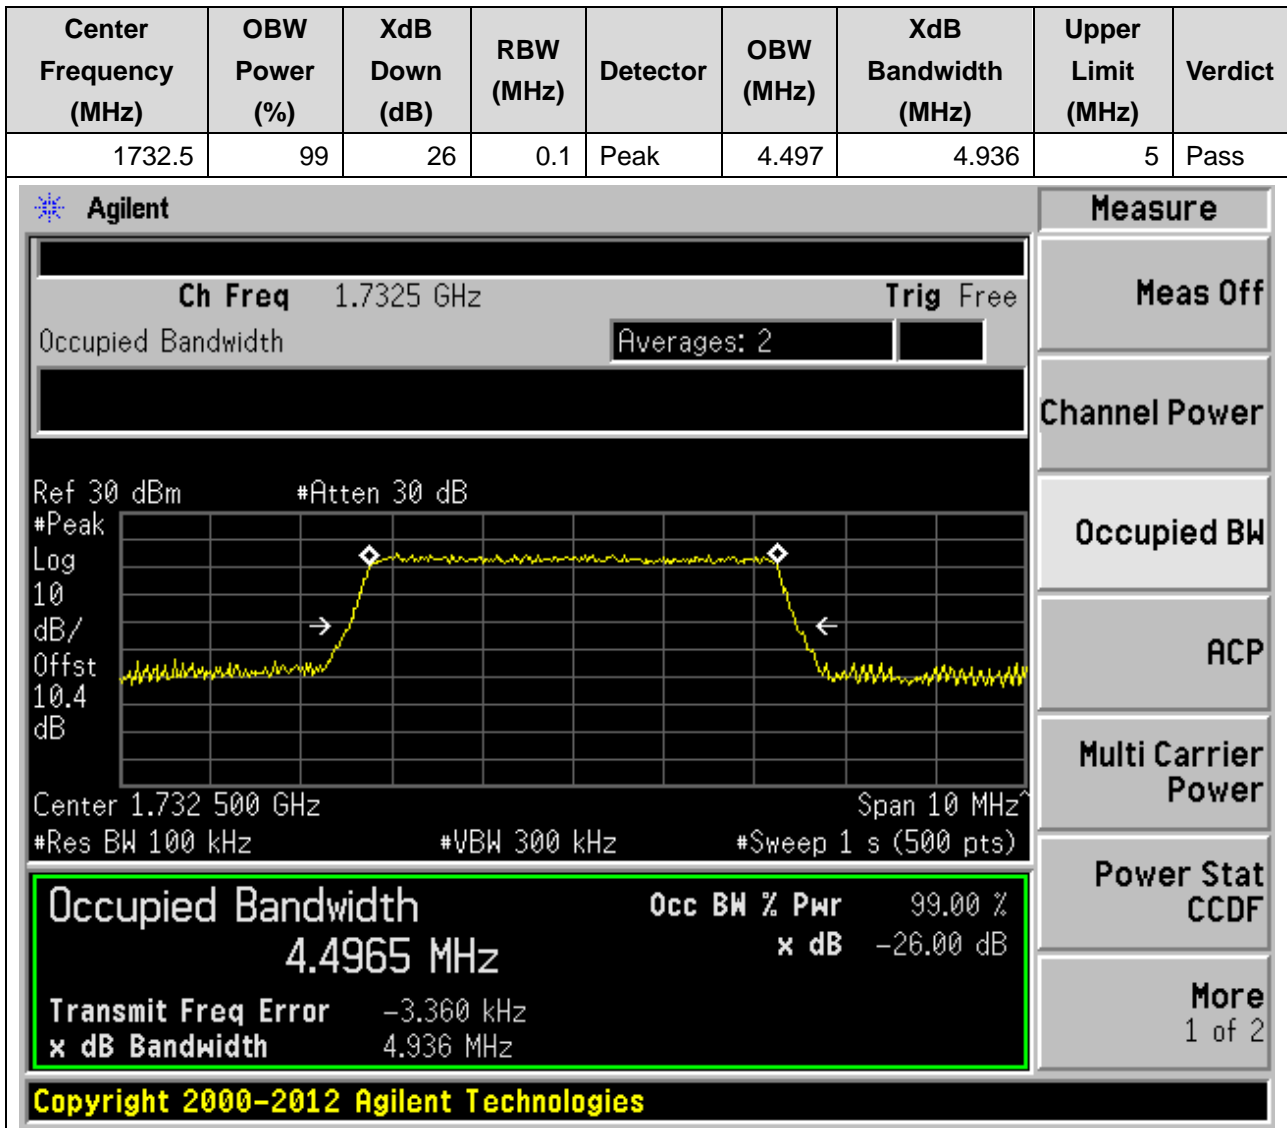 Center Frequency (MHz) OBW Power (%) XdB Down (dB) RBW (MHz) Detector OBW (MHz) XdB Bandwidth (MHz) Upper Limit (MHz) Verdict
1732.5 99 26 0.1 Peak 4.497 4.936 5 Pass
Agilent
Measure
Ch Freq 1.7325 GHz Trig Free
Occupied Bandwidth Averages: 2
Meas Off
Channel Power
Occupied BW
ACP
Multi Carrier
Power
Power Stat
CCDF
More
1 of 2
Ref 30 dBm #Atten 30 dB
#Peak
Log
10
dB/
Offst
10.4
dB
Center 1.732 500 GHz Span 10 MHz^
#Res BW 100 kHz #VBW 300 kHz #Sweep 1 s (500 pts)
Occupied Bandwidth Occ BW % Pwr 99.00 %
4.4965 MHz x dB -26.00 dB
Transmit Freq Error -3.360 kHz
x dB Bandwidth 4.936 MHz
Copyright 2000-2012 Agilent Technologies